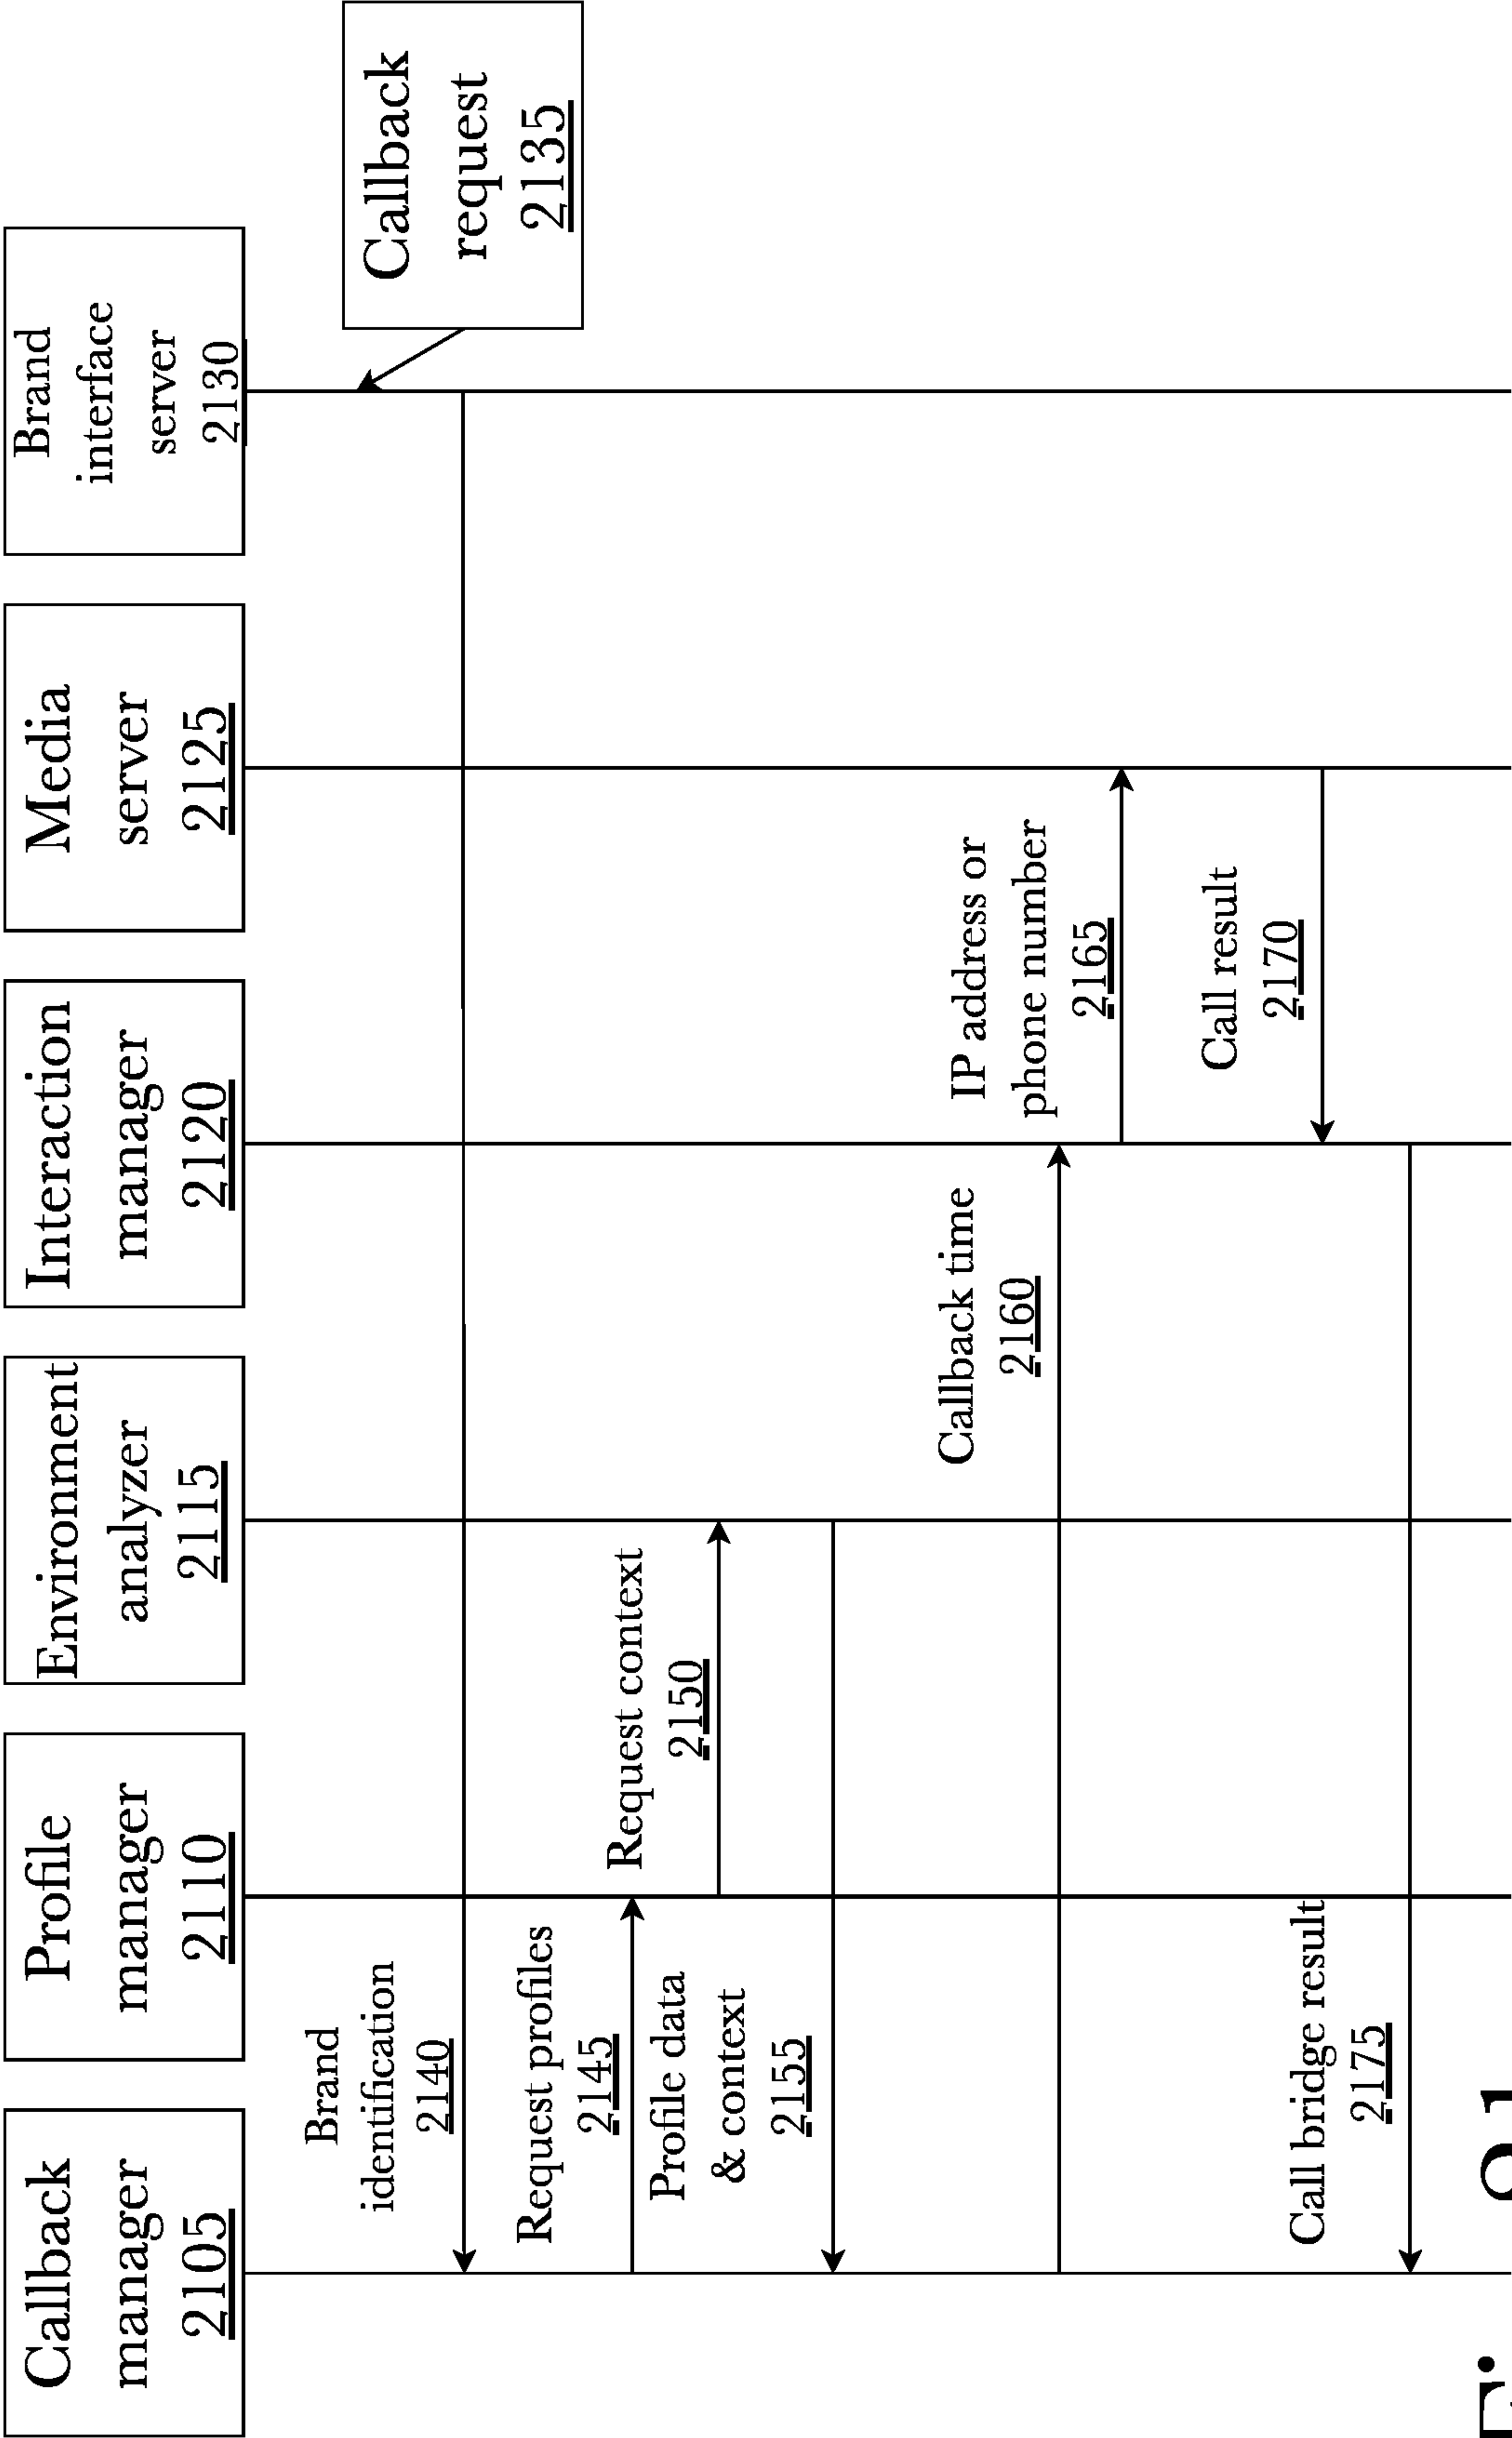 Callback
manager
2105
Profile
manager
2110
Environment
analyzer
2115
Interaction
manager
2120
Media
server
2125
Brand
interface
server
2130
Callback
request
2135
Brand
identification
2140
Request profiles
2145
Request context
2150
Profile data
& context
2155
Callback time
2160
IP address or
phone number
2165
Call result
2170
Call bridge result
2175